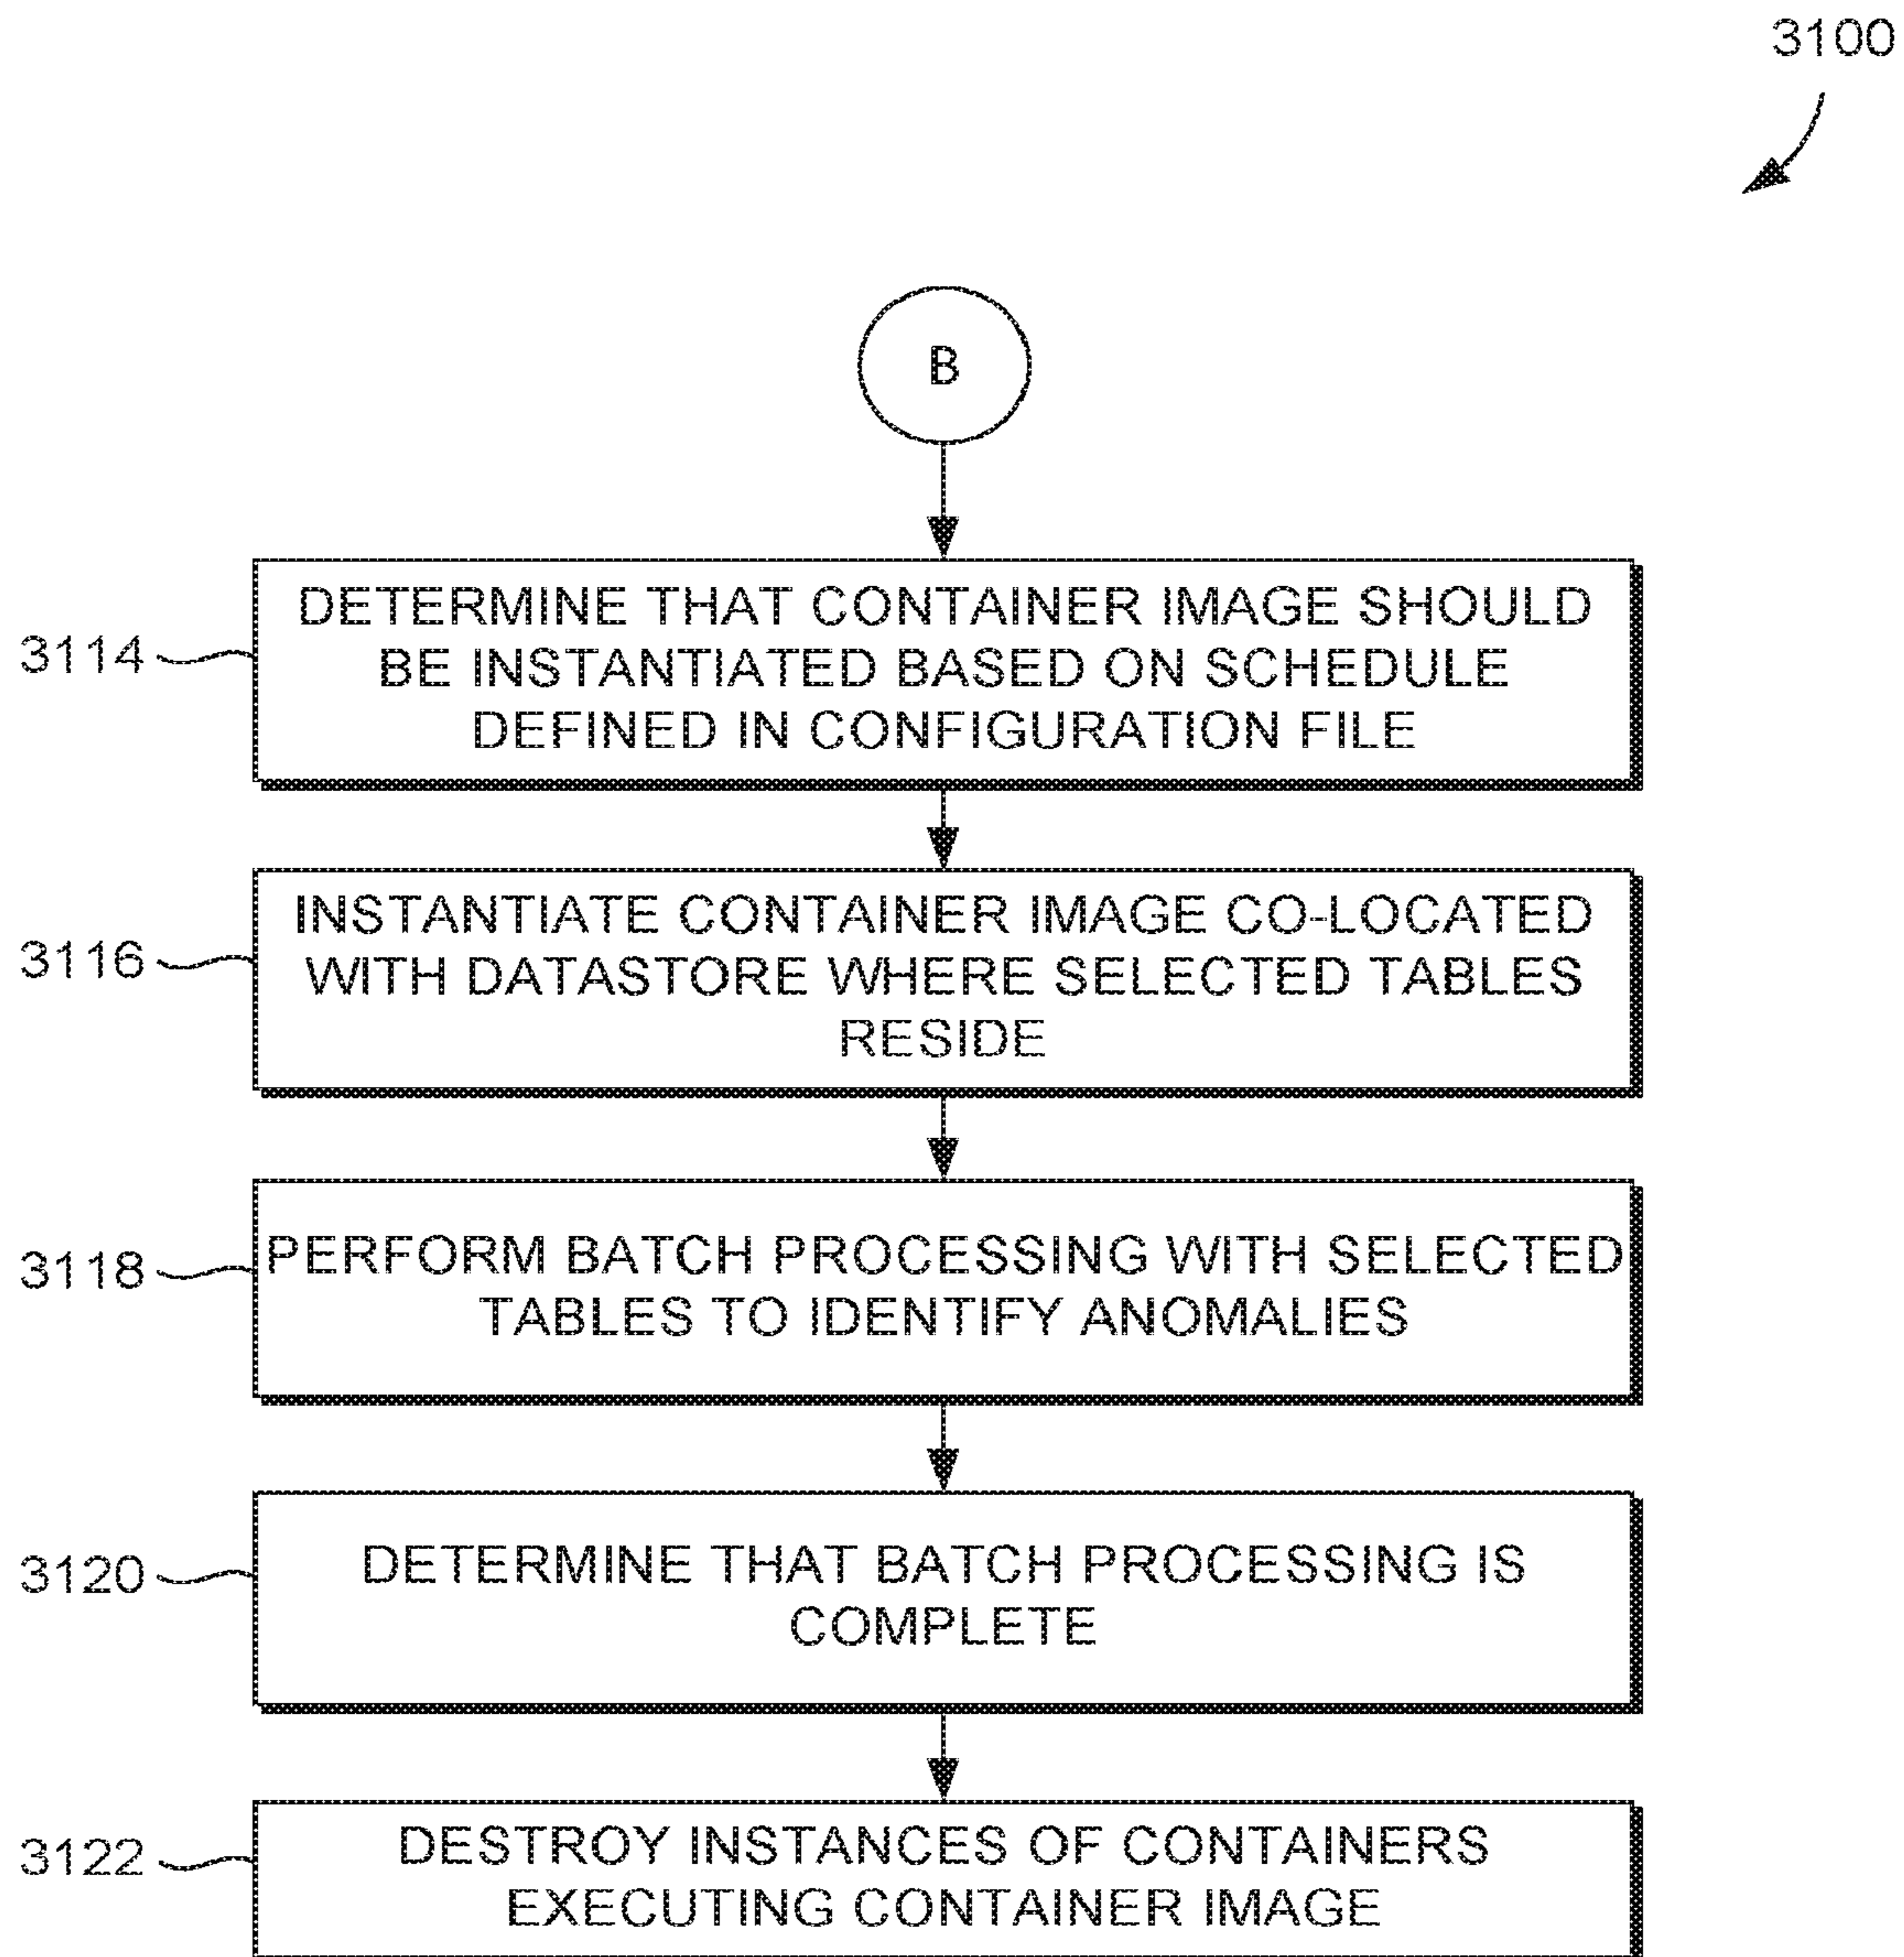 3100
B
3114
DETERMINE THAT CONTAINER IMAGE SHOULD
BE INSTANTIATED BASED ON SCHEDULE
DEFINED IN CONFIGURATION FILE
3116
INSTANTIATE CONTAINER IMAGE CO-LOCATED
WITH DATASTORE WHERE SELECTED TABLES
RESIDE
3118
PERFORM BATCH PROCESSING WITH SELECTED
TABLES TO IDENTIFY ANOMALIES
3120
DETERMINE THAT BATCH PROCESSING IS
COMPLETE
3122
DESTROY INSTANCES OF CONTAINERS
EXECUTING CONTAINER IMAGE